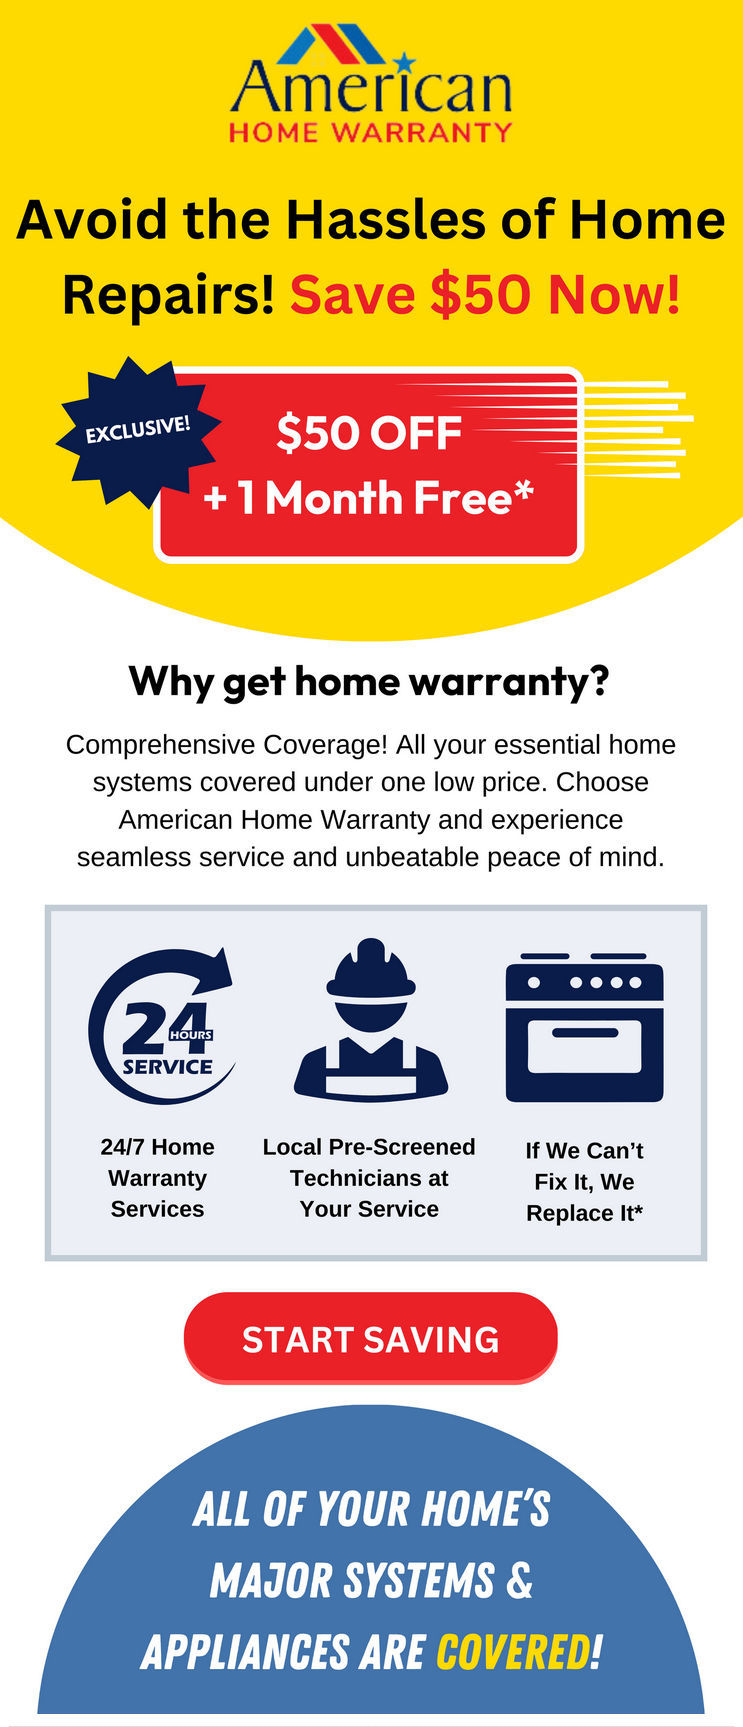 American
HOME WARRANTY
Avoid the Hassles of Home
Repairs! Save $50 Now!
EXCLUSIVE!
$50 OFF
+ 1 Month Free*
Why get home warranty?
Comprehensive Coverage! All your essential home
systems covered under one low price. Choose
American Home Warranty and experience
seamless service and unbeatable peace of mind.
24
HOURS
SERVICE
24/7 Home
Warranty
Services
Local Pre-Screened
Technicians at
Your Service
If We Can't
Fix It, We
Replace It*
START SAVING
ALL OF YOUR HOME'S
MAJOR SYSTEMS &
APPLIANCES ARE COVERED!